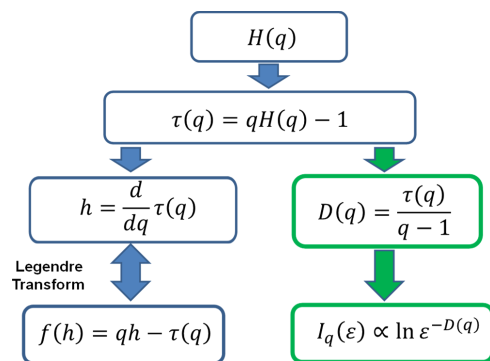 H(q)
τ(q) = qH(q) − 1
h = d/dq τ(q)
D(q) = τ(q)/(q − 1)
Legendre
Transform
f(h) = qh − τ(q)
I_q(ε) ∝ ln ε^{−D(q)}